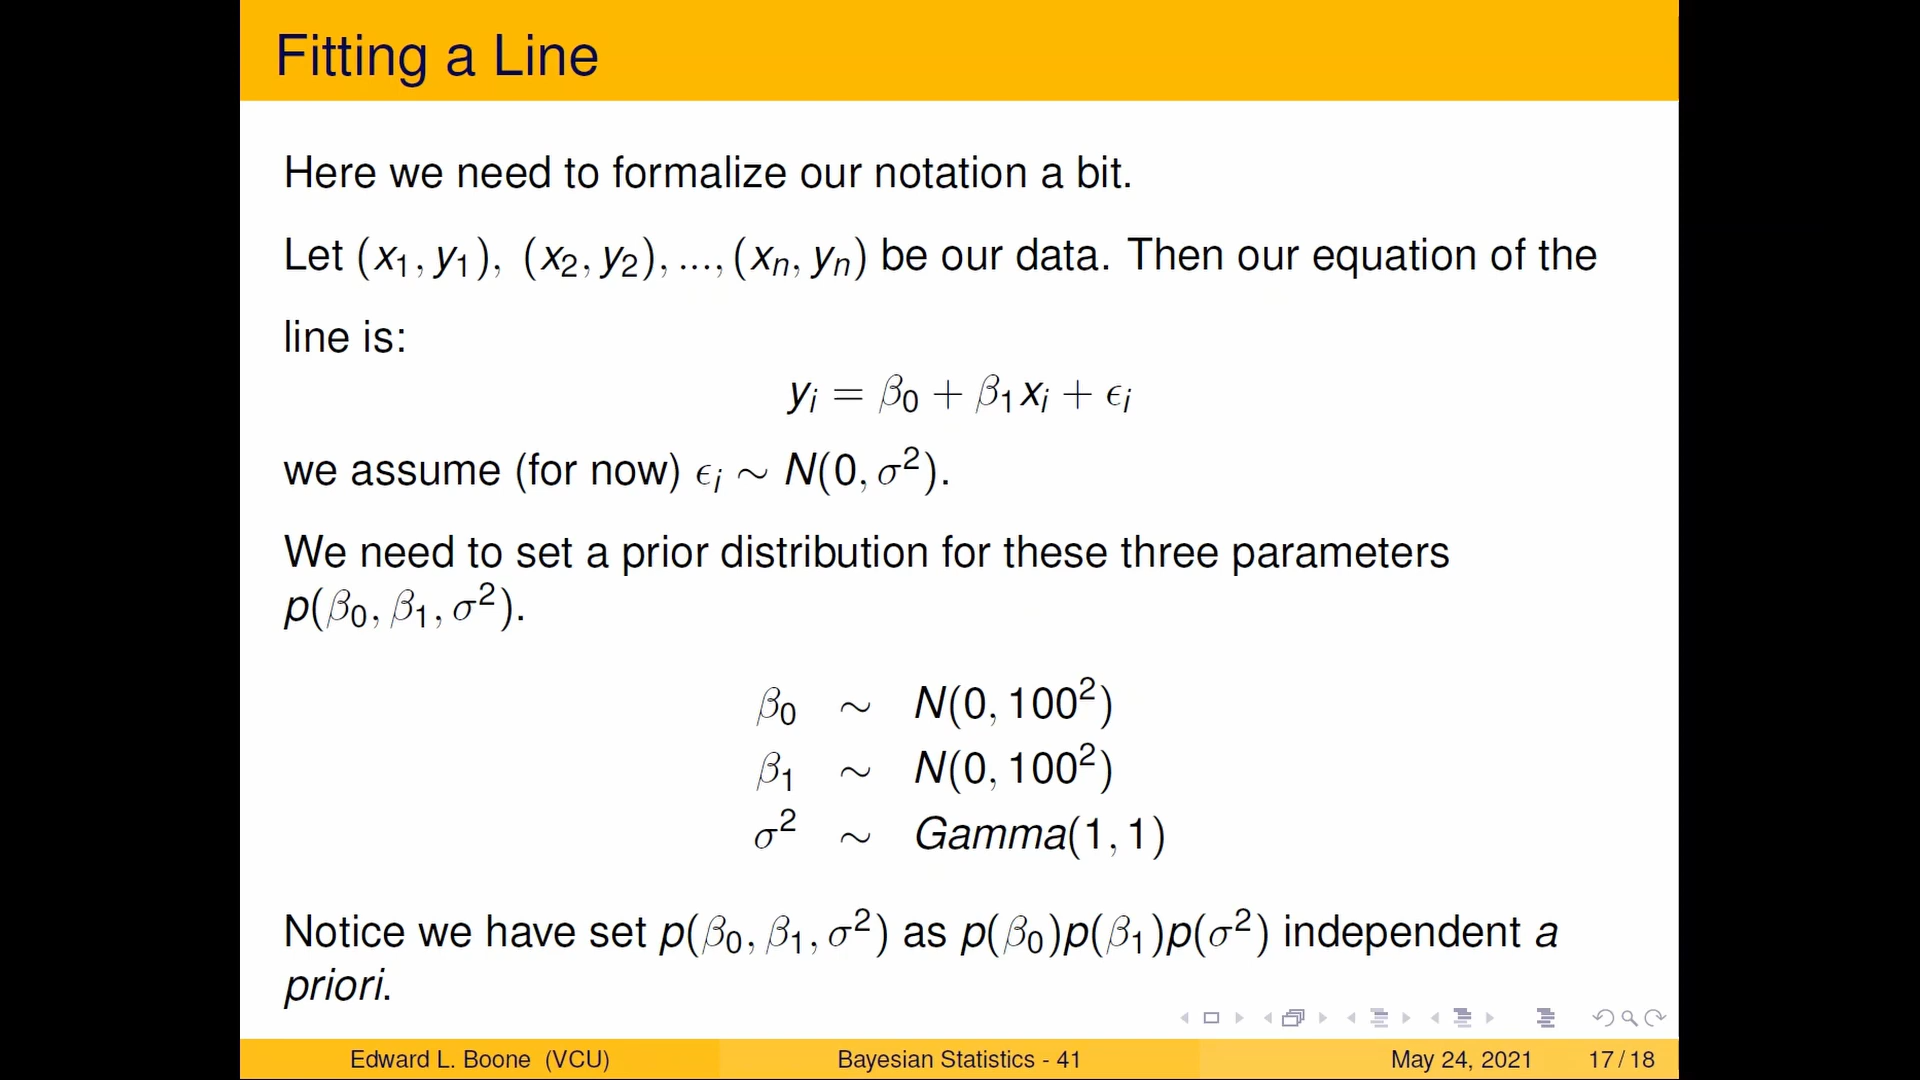 Fitting a Line
Here we need to formalize our notation a bit.
Let (x₁, y₁), (x₂, y₂), ..., (xₙ, yₙ) be our data. Then our equation of the
line is:
yᵢ = β₀ + β₁xᵢ + ϵᵢ
we assume (for now) ϵᵢ ∼ N(0, σ²).
We need to set a prior distribution for these three parameters
p(β₀, β₁, σ²).
β₀ ∼ N(0, 100²)
β₁ ∼ N(0, 100²)
σ² ∼ Gamma(1, 1)
Notice we have set p(β₀, β₁, σ²) as p(β₀)p(β₁)p(σ²) independent a
priori.
Edward L. Boone (VCU) Bayesian Statistics - 41 May 24, 2021 17 / 18